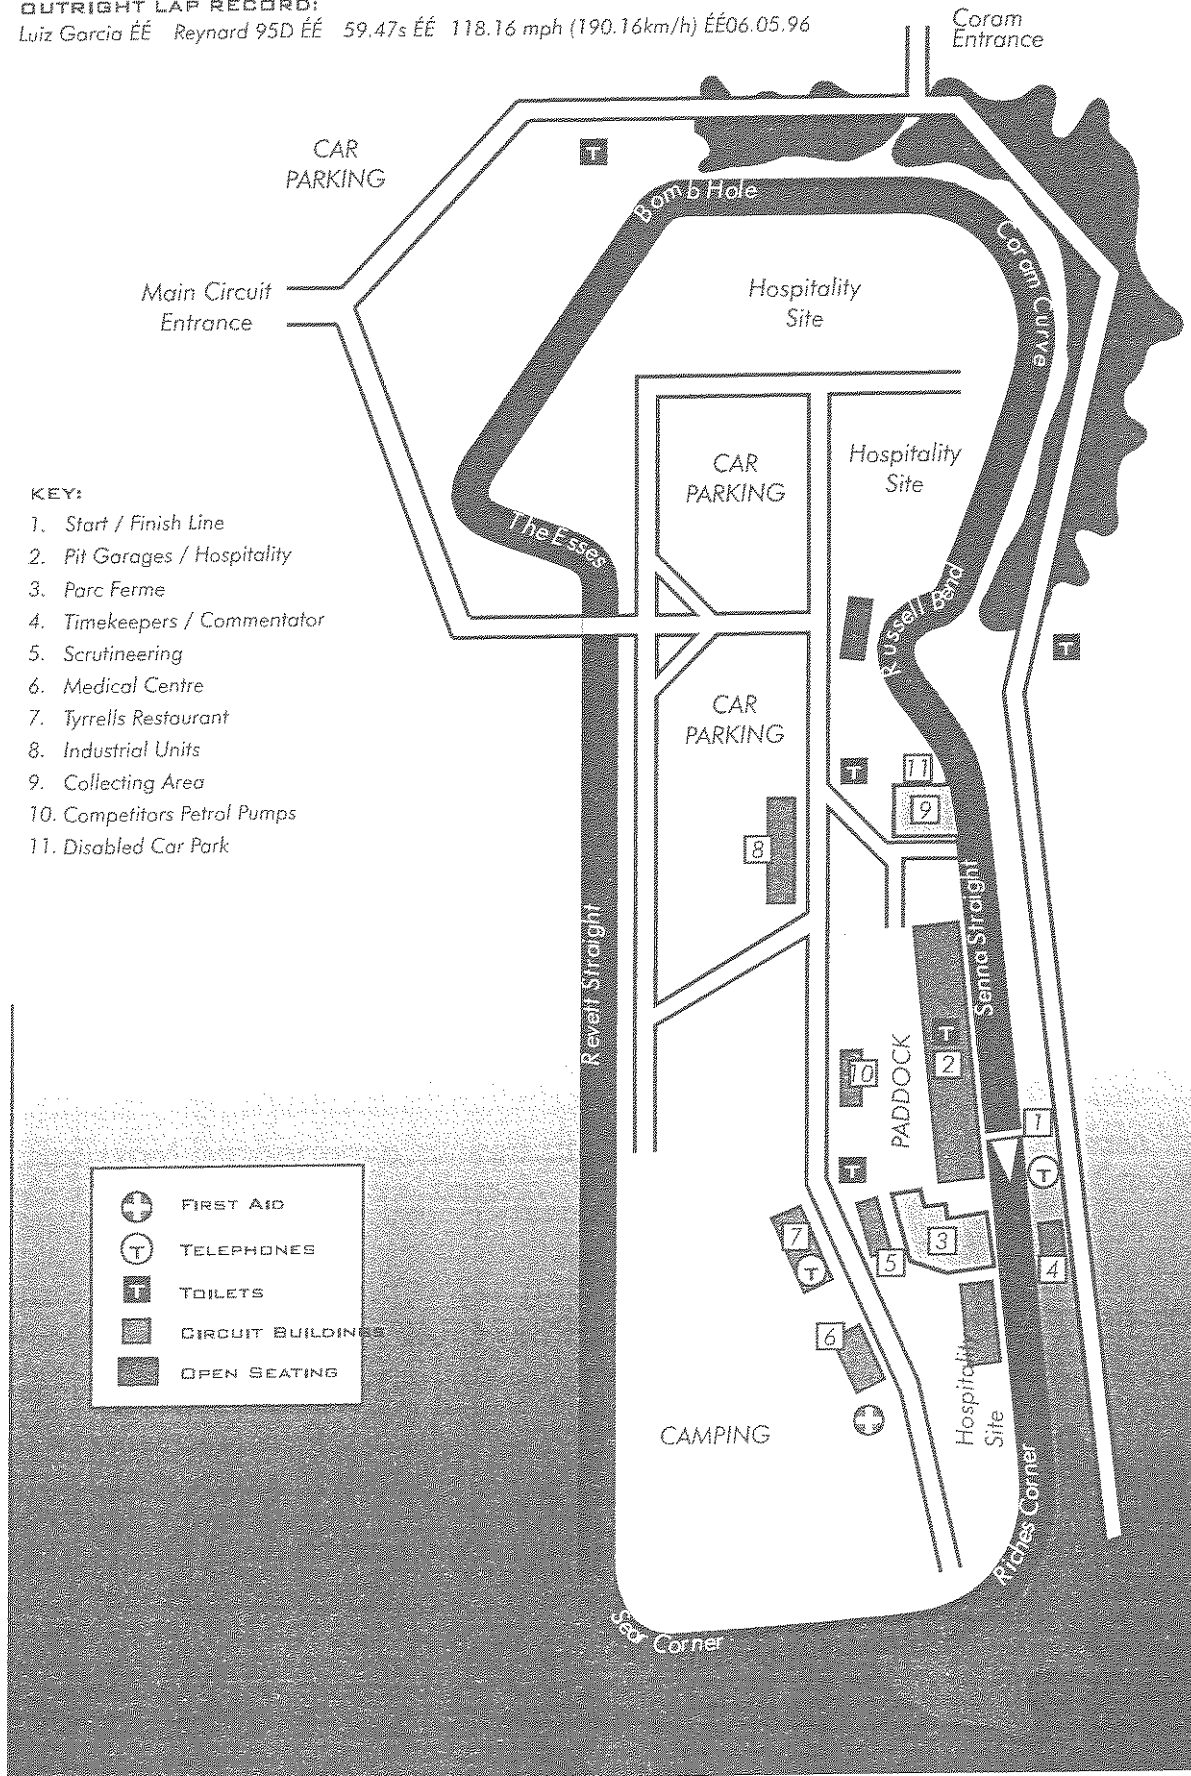 OUTRIGHT LAP RECORD:
Luiz Garcia ÉÉ Reynard 95D ÉÉ 59.47s ÉÉ 118.16 mph (190.16km/h) ÉÉ06.05.96
Coram
Entrance
CAR
PARKING
T
Bomb Hole
Coram Curve
Main Circuit
Entrance
Hospitality
Site
CAR
PARKING
Hospitality
Site
The Esses
Russell Bend
T
KEY:
1. Start / Finish Line
2. Pit Garages / Hospitality
3. Parc Ferme
4. Timekeepers / Commentator
5. Scrutineering
6. Medical Centre
7. Tyrrells Restaurant
8. Industrial Units
9. Collecting Area
10. Competitors Petrol Pumps
11. Disabled Car Park
CAR
PARKING
T
11
9
8
Revett Straight
Senna Straight
T
2
10
PADDOCK
1
T
T
7
T
5
3
4
6
Hospitality
Site
CAMPING
Riches Corner
Sear Corner
FIRST AID
T TELEPHONES
T TOILETS
CIRCUIT BUILDINGS
OPEN SEATING